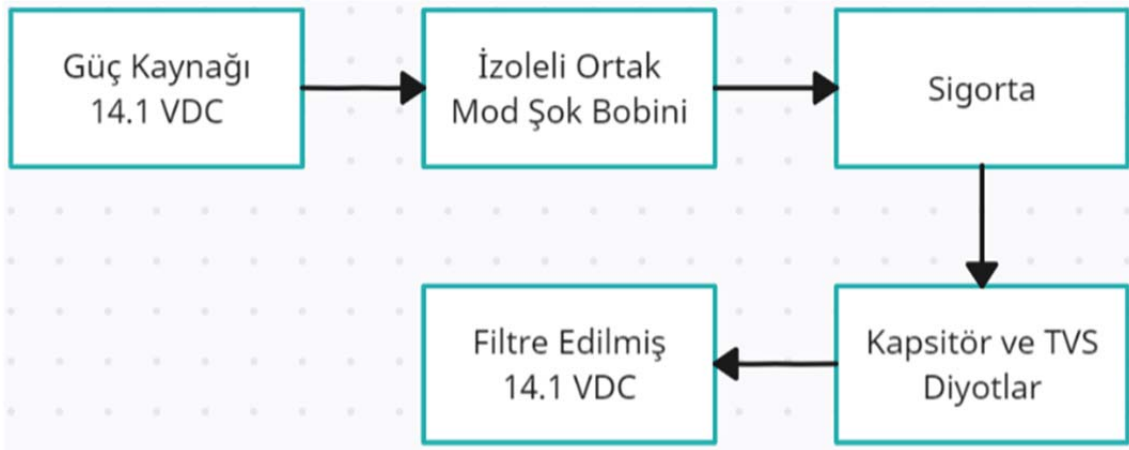 Güç Kaynağı
14.1 VDC
İzoleli Ortak
Mod Şok Bobini
Sigorta
Kapsitör ve TVS
Diyotlar
Filtre Edilmiş
14.1 VDC